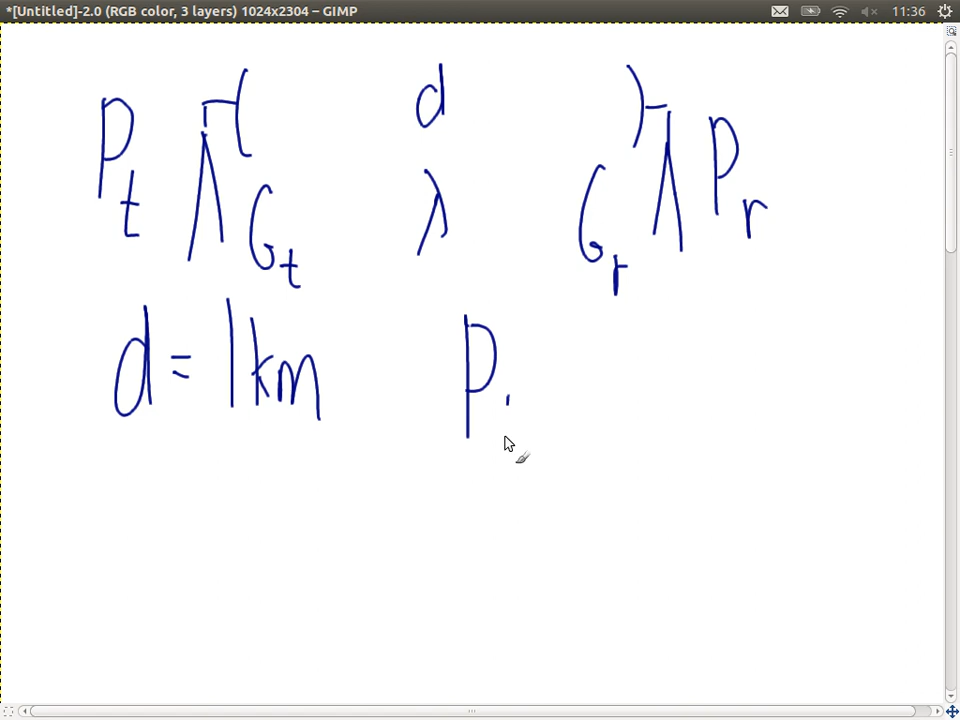 *[Untitled]-2.0 (RGB color, 3 layers) 1024x2304 – GIMP 11:36
Pt Gt d λ Gr Pr
d = 1km P